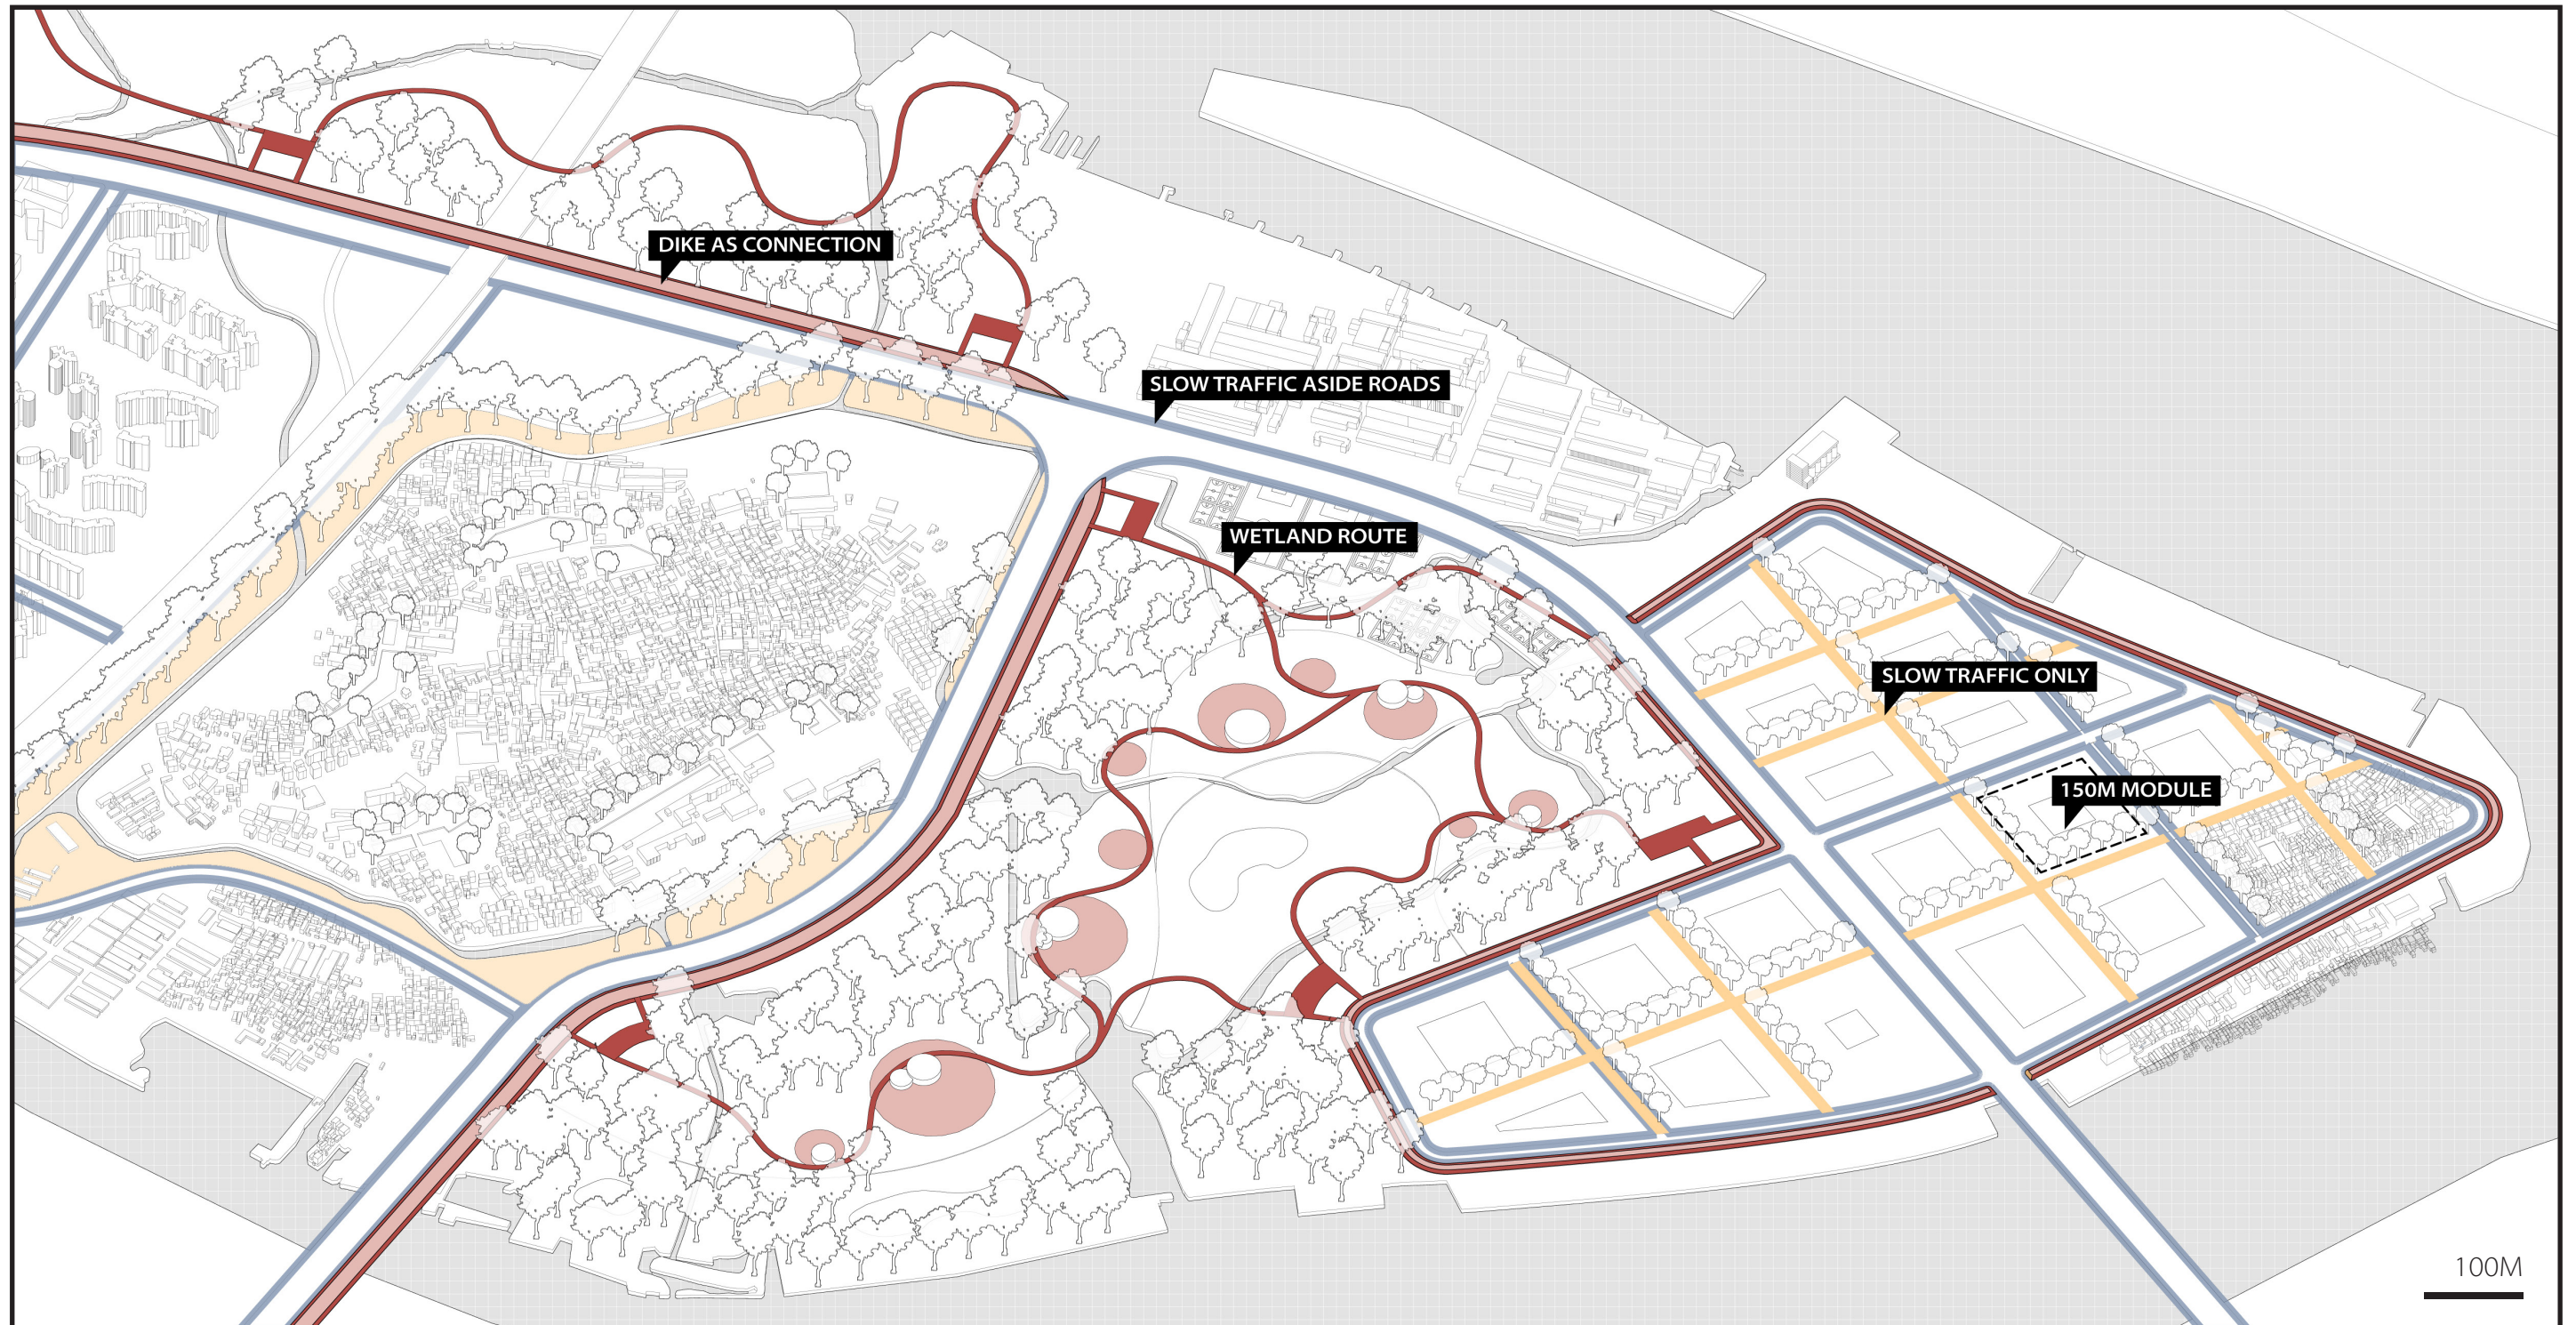 DIKE AS CONNECTION
SLOW TRAFFIC ASIDE ROADS
WETLAND ROUTE
SLOW TRAFFIC ONLY
150M MODULE
100M